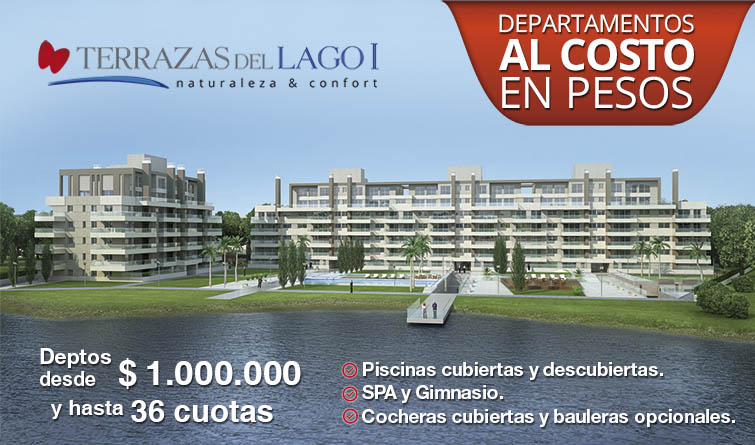 TERRAZAS DEL LAGO I
naturaleza & confort
DEPARTAMENTOS
AL COSTO
EN PESOS
Deptos
desde $ 1.000.000
y hasta 36 cuotas
Piscinas cubiertas y descubiertas.
SPA y Gimnasio.
Cocheras cubiertas y bauleras opcionales.